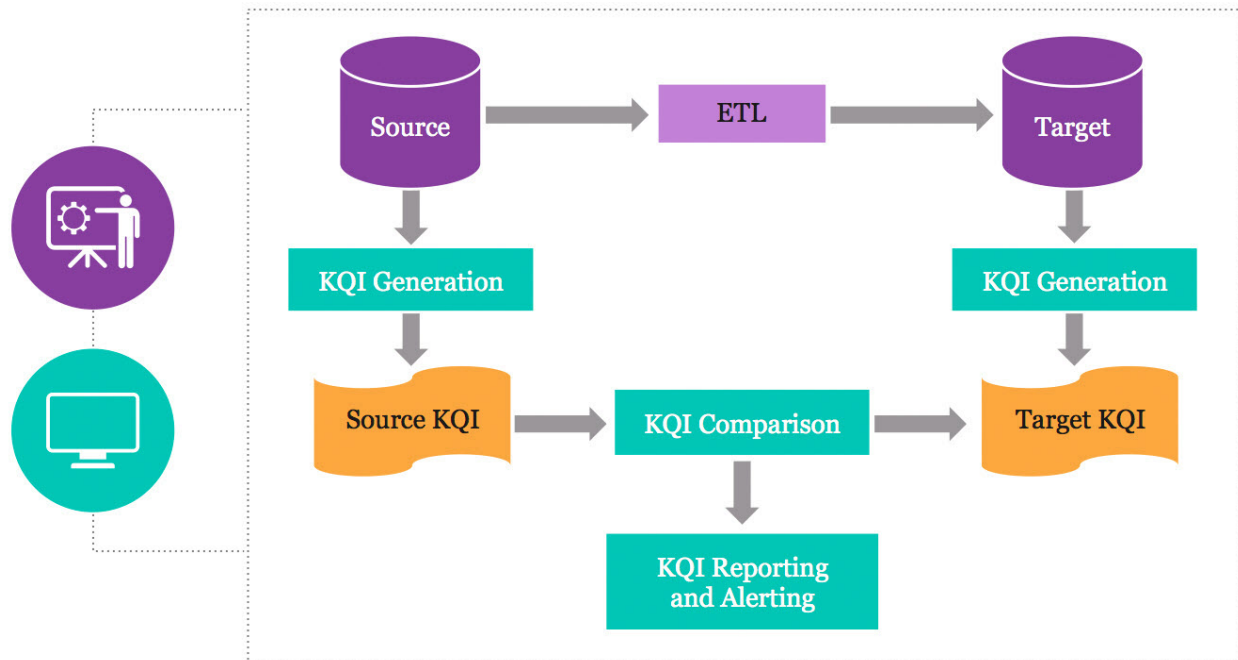 Source
ETL
Target
KQI Generation
KQI Generation
Source KQI
KQI Comparison
Target KQI
KQI Reporting
and Alerting